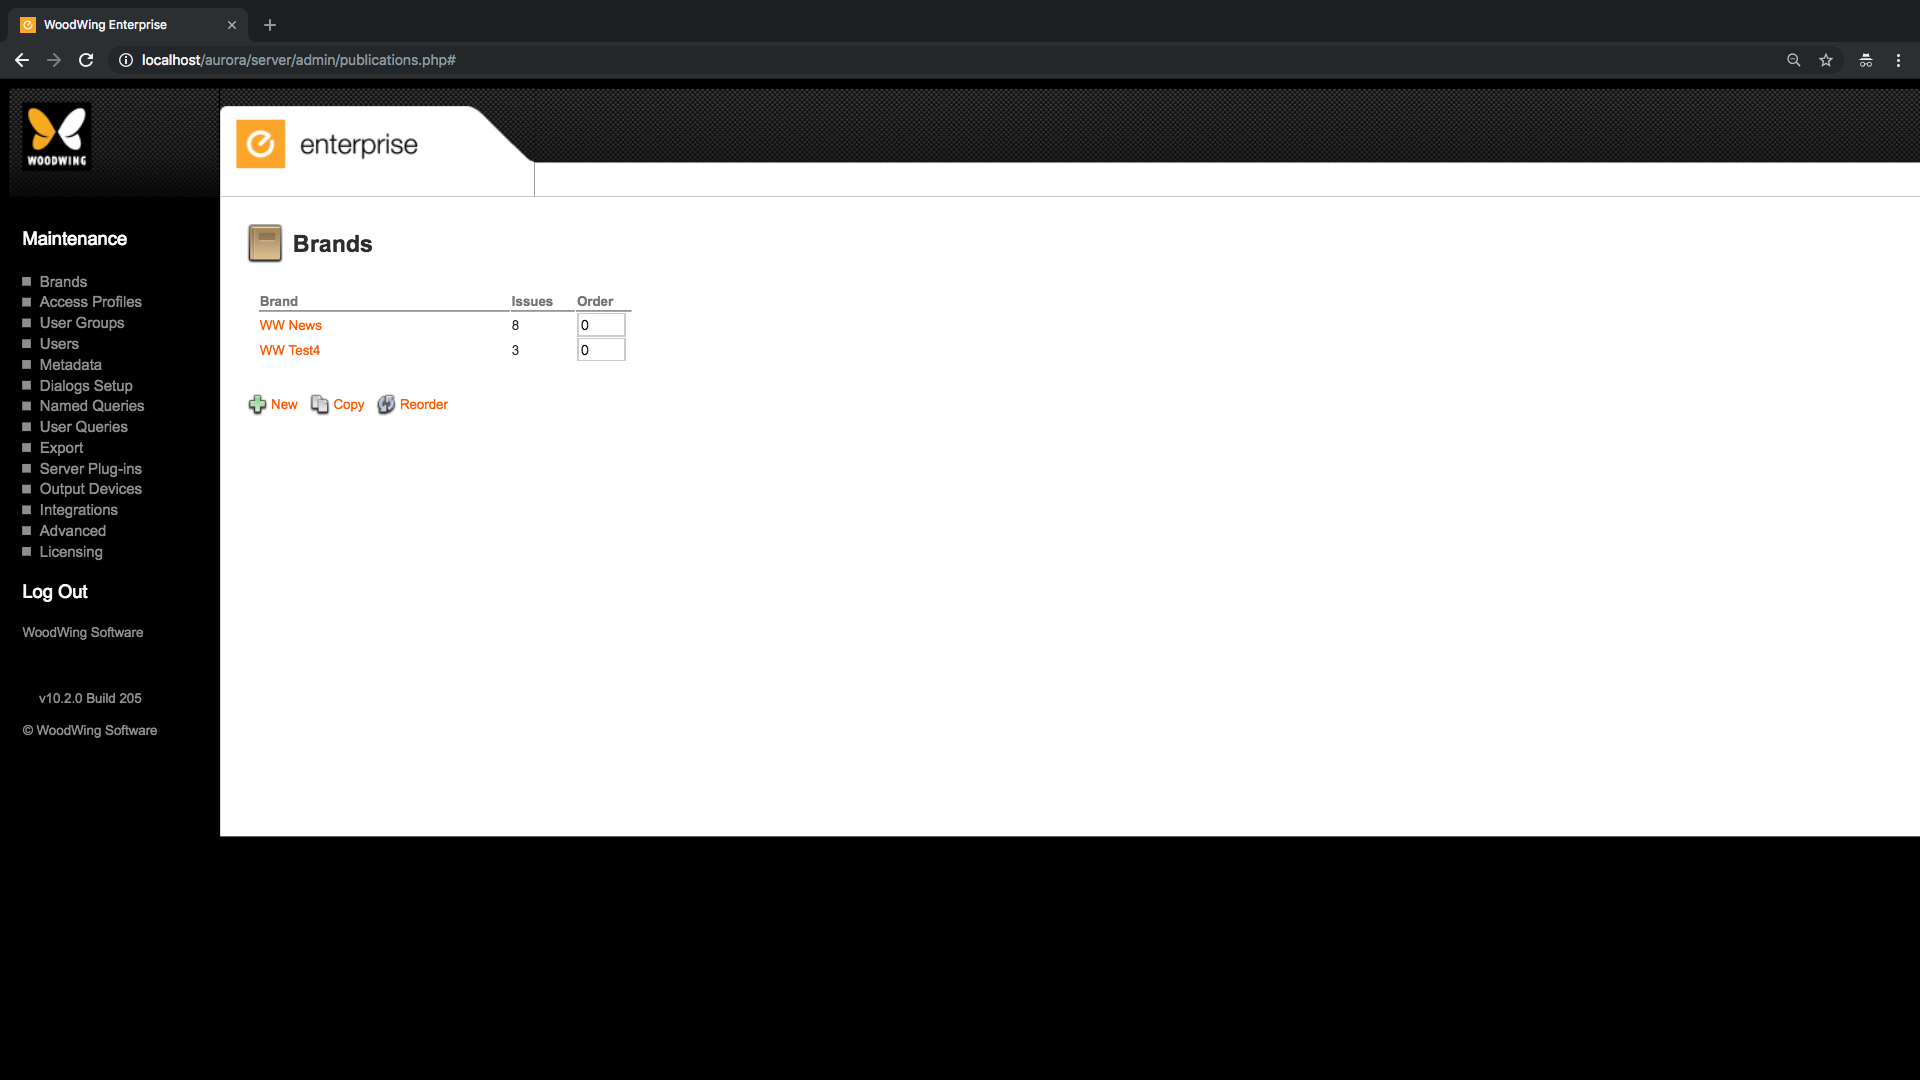 WoodWing Enterprise
localhost/aurora/server/admin/publications.php#
WOODWING
enterprise
Maintenance
Brands
Access Profiles
User Groups
Users
Metadata
Dialogs Setup
Named Queries
User Queries
Export
Server Plug-ins
Output Devices
Integrations
Advanced
Licensing
Log Out
WoodWing Software
v10.2.0 Build 205
© WoodWing Software
Brands
Brand Issues Order
WW News 8 0
WW Test4 3 0
New Copy Reorder